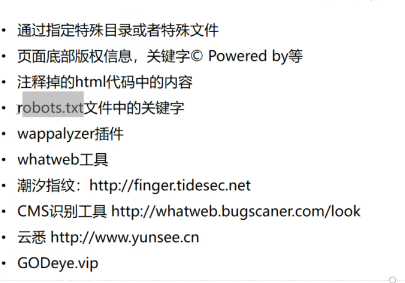 • 通过指定特殊目录或者特殊文件
• 页面底部版权信息，关键字© Powered by等
• 注释掉的html代码中的内容
• robots.txt文件中的关键字
• wappalyzer插件
• whatweb工具
• 潮汐指纹：http://finger.tidesec.net
• CMS识别工具 http://whatweb.bugscaner.com/look
• 云悉 http://www.yunsee.cn
• GODeye.vip